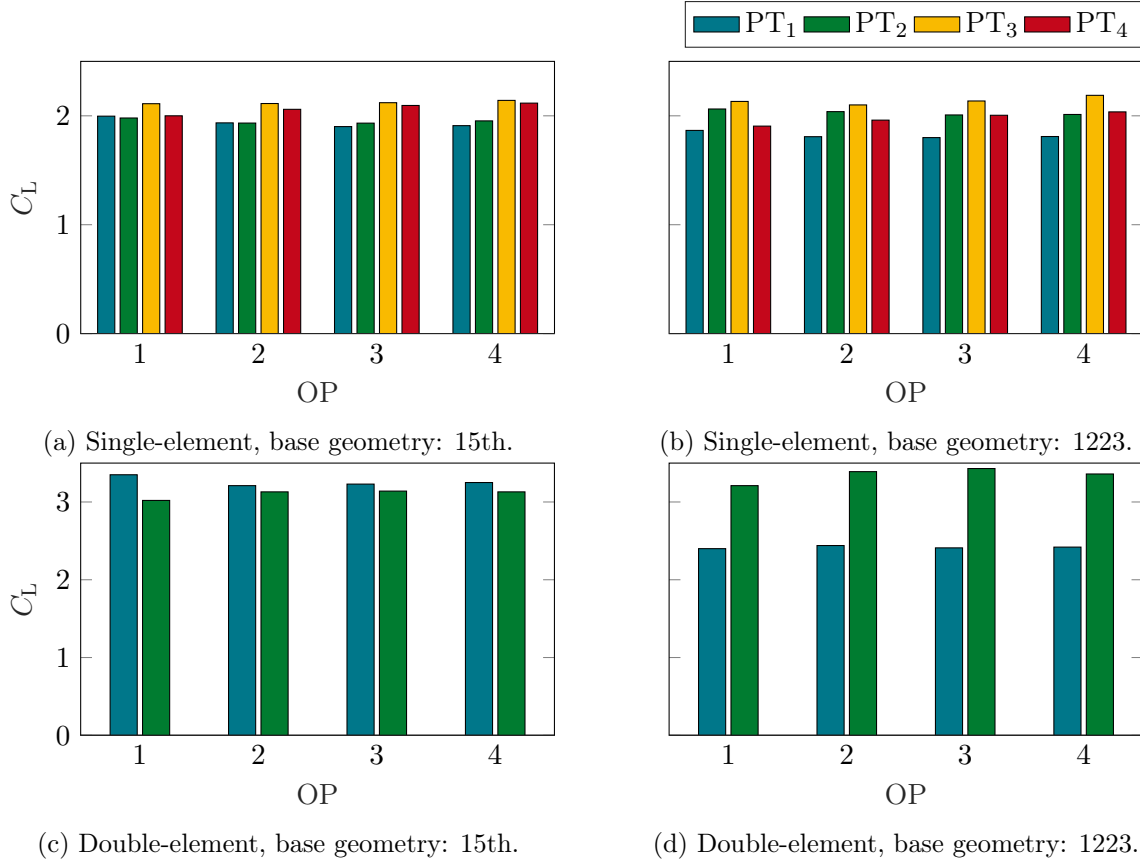 PT1 PT2 PT3 PT4
2
1
0
CL
1 2 3 4
OP
1 2 3 4
OP
(a) Single-element, base geometry: 15th.
(b) Single-element, base geometry: 1223.
3
2
1
0
CL
1 2 3 4
OP
1 2 3 4
OP
(c) Double-element, base geometry: 15th.
(d) Double-element, base geometry: 1223.